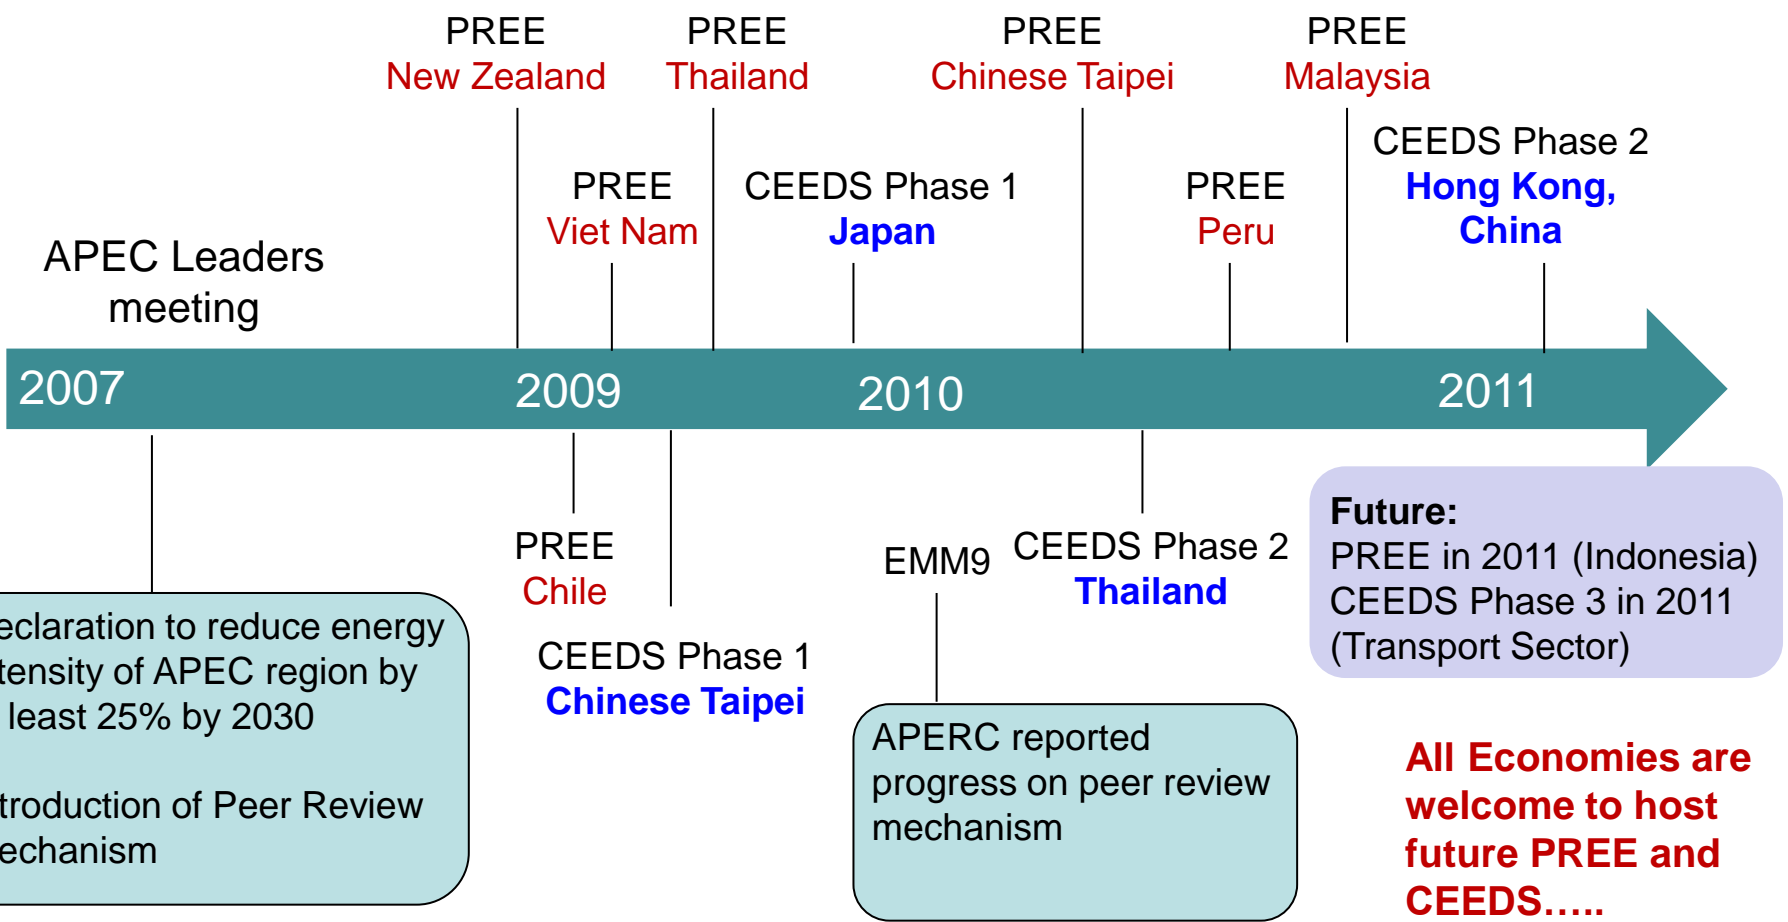 PREE
New Zealand
PREE
Thailand
PREE
Chinese Taipei
PREE
Malaysia
PREE
Viet Nam
CEEDS Phase 1
Japan
PREE
Peru
CEEDS Phase 2
Hong Kong,
China
APEC Leaders
meeting
2007
2009
2010
2011
PREE
Chile
CEEDS Phase 1
Chinese Taipei
EMM9
CEEDS Phase 2
Thailand
eclaration to reduce energy
tensity of APEC region by
least 25% by 2030
troduction of Peer Review
echanism
APERC reported
progress on peer review
mechanism
Future:
PREE in 2011 (Indonesia)
CEEDS Phase 3 in 2011
(Transport Sector)
All Economies are
welcome to host
future PREE and
CEEDS…..